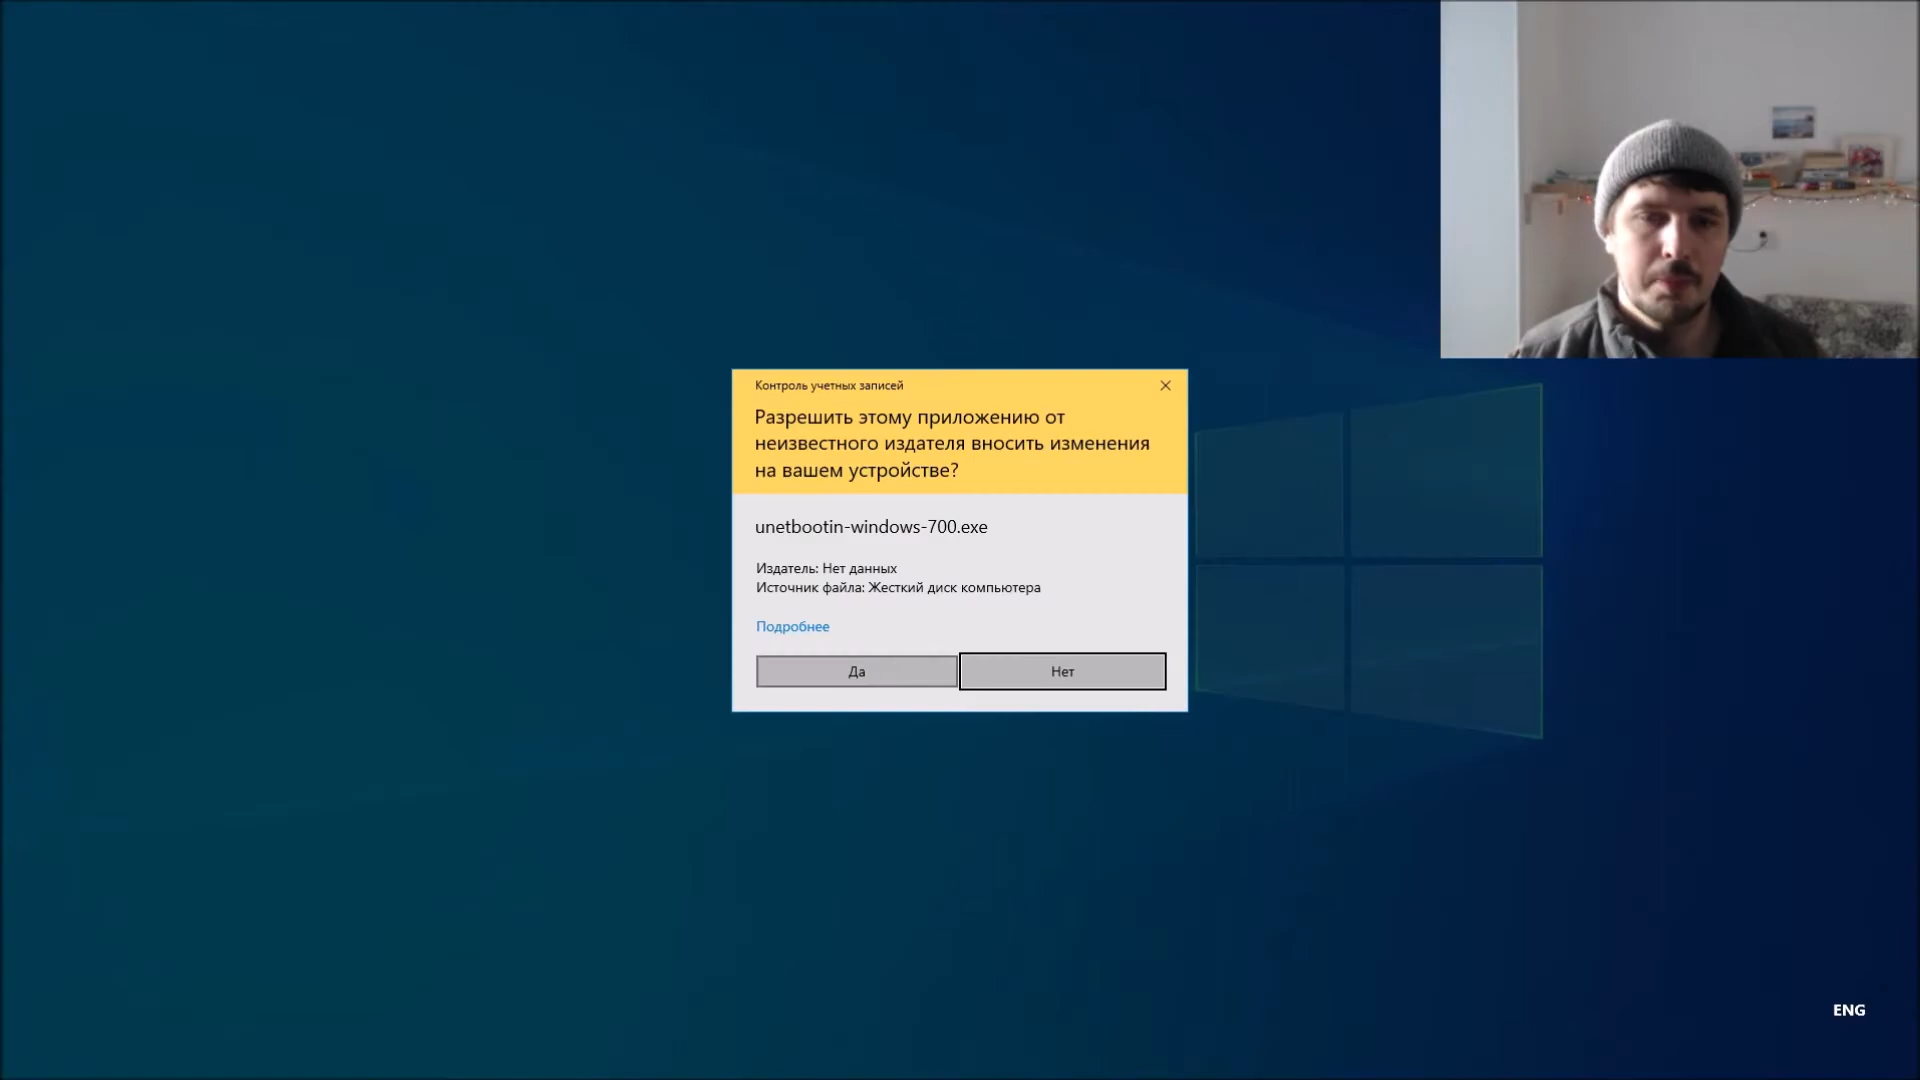 Контроль учетных записей
Разрешить этому приложению от
неизвестного издателя вносить изменения
на вашем устройстве?
unetbootin-windows-700.exe
Издатель: Нет данных
Источник файла: Жесткий диск компьютера
Подробнее
Да
Нет
ENG